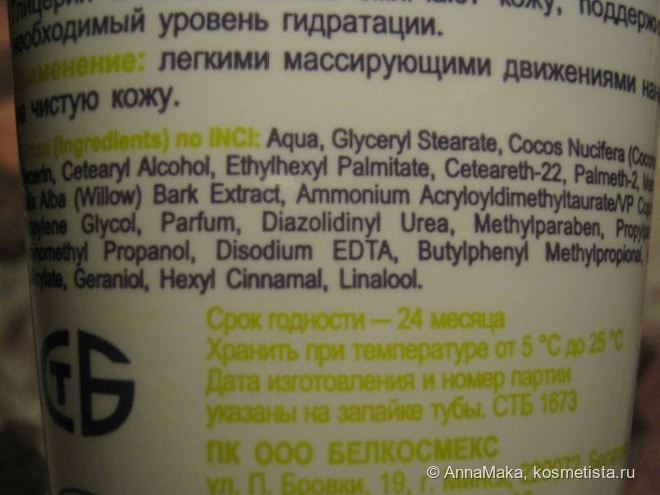 кожу,
необходимый уровень гидратации.
Применение: легкими массирующими движениями
чистую кожу.
(ingredients) по INCI: Aqua, Glyceryl Stearate, Cocos Nucifera
Cetearyl Alcohol, Ethylhexyl Palmitate, Ceteareth-22, Palmeth-2,
Alba (Willow) Bark Extract, Ammonium Acryloyldimethyltaurate/VP
Glycol, Parfum, Diazolidinyl Urea, Methylparaben,
Propanol, Disodium EDTA, Butylphenyl Methylpropional,
Geraniol, Hexyl Cinnamal, Linalool.
СТБ
Срок годности — 24 месяца
Хранить при температуре от 5 °C до 25 °C
Дата изготовления и номер партии
указаны на запайке тубы. СТБ 1673
ПК ООО БЕЛКОСМЕКС
ул. П. Бровки, 19, г. Минск,
© AnnaMaka, kosmetista.ru